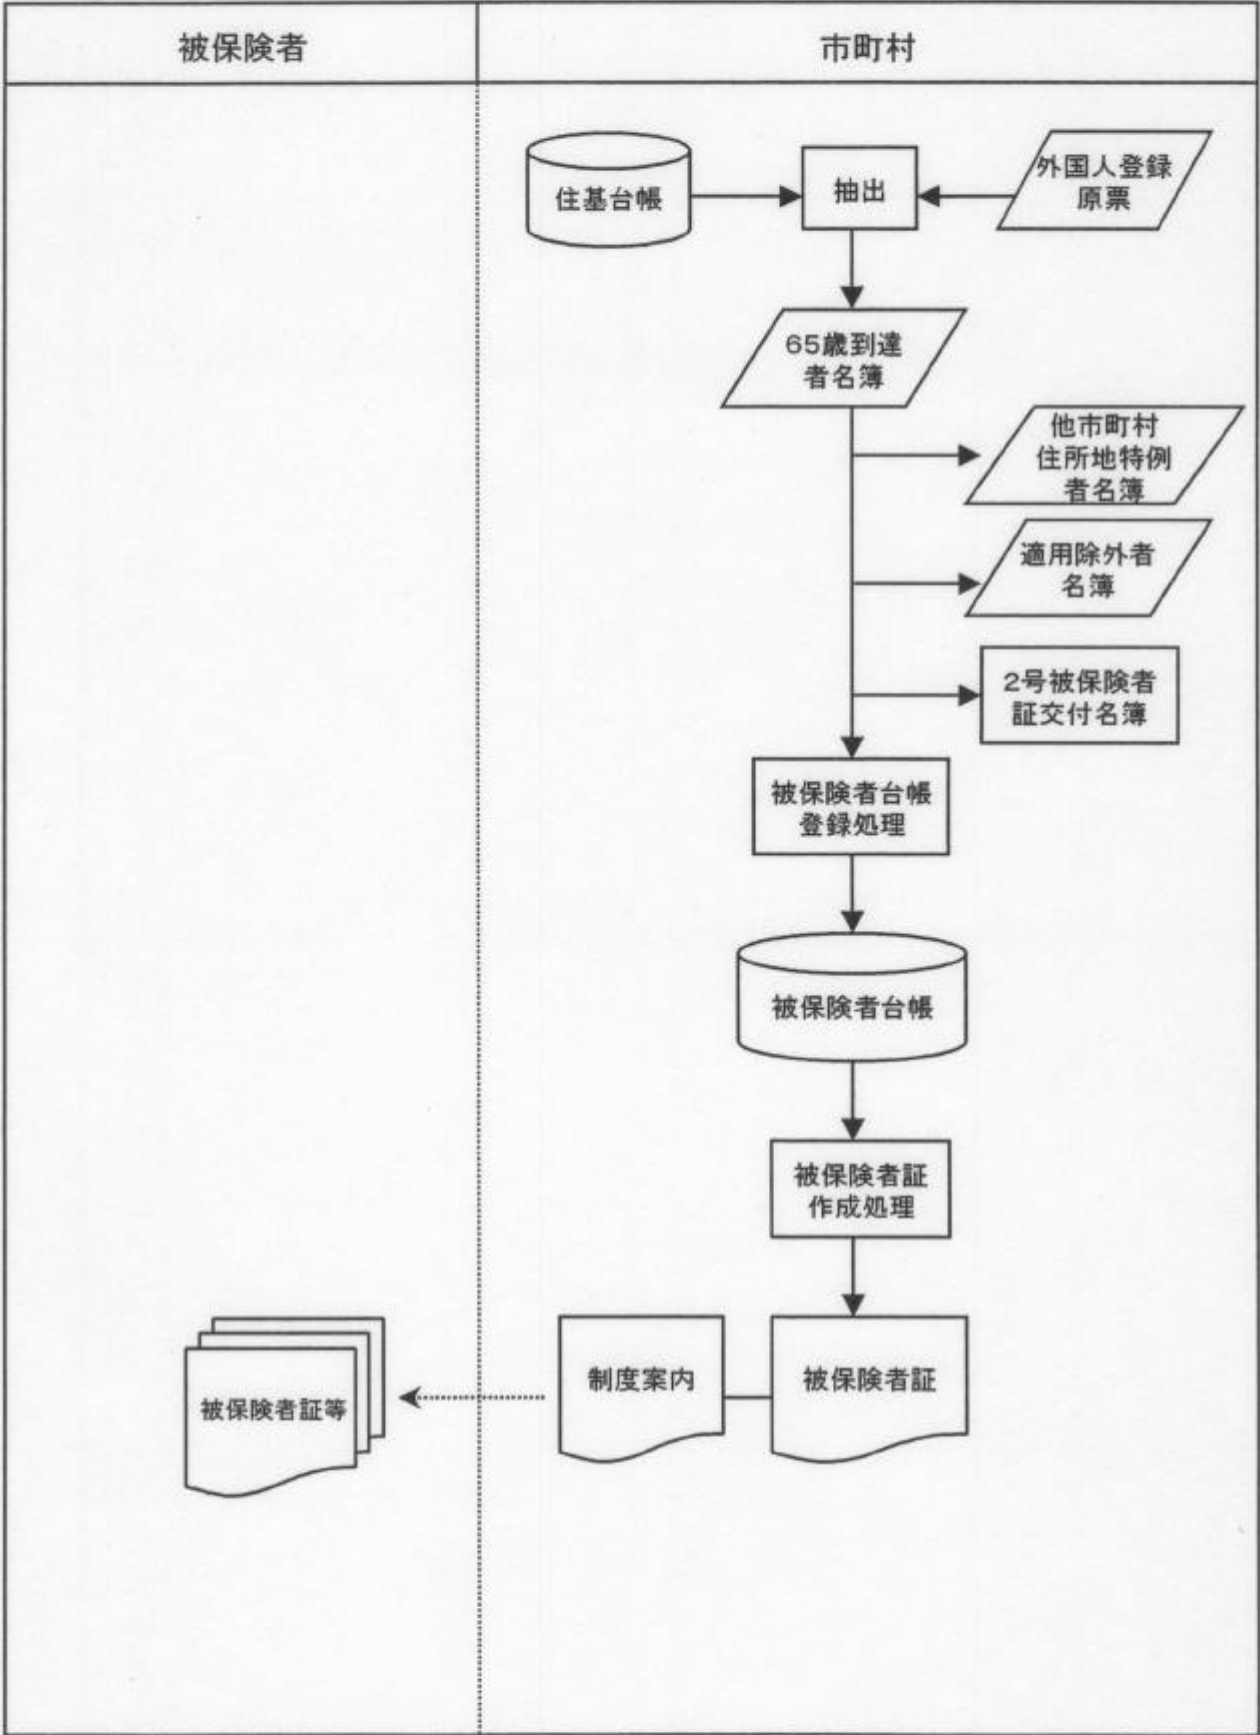 被保険者
市町村
住基台帳
抽出
外国人登録
原票
65歳到達
者名簿
他市町村
住所地特例
者名簿
適用除外者
名簿
2号被保険者
証交付名簿
被保険者台帳
登録処理
被保険者台帳
被保険者証
作成処理
被保険者証等
制度案内
被保険者証